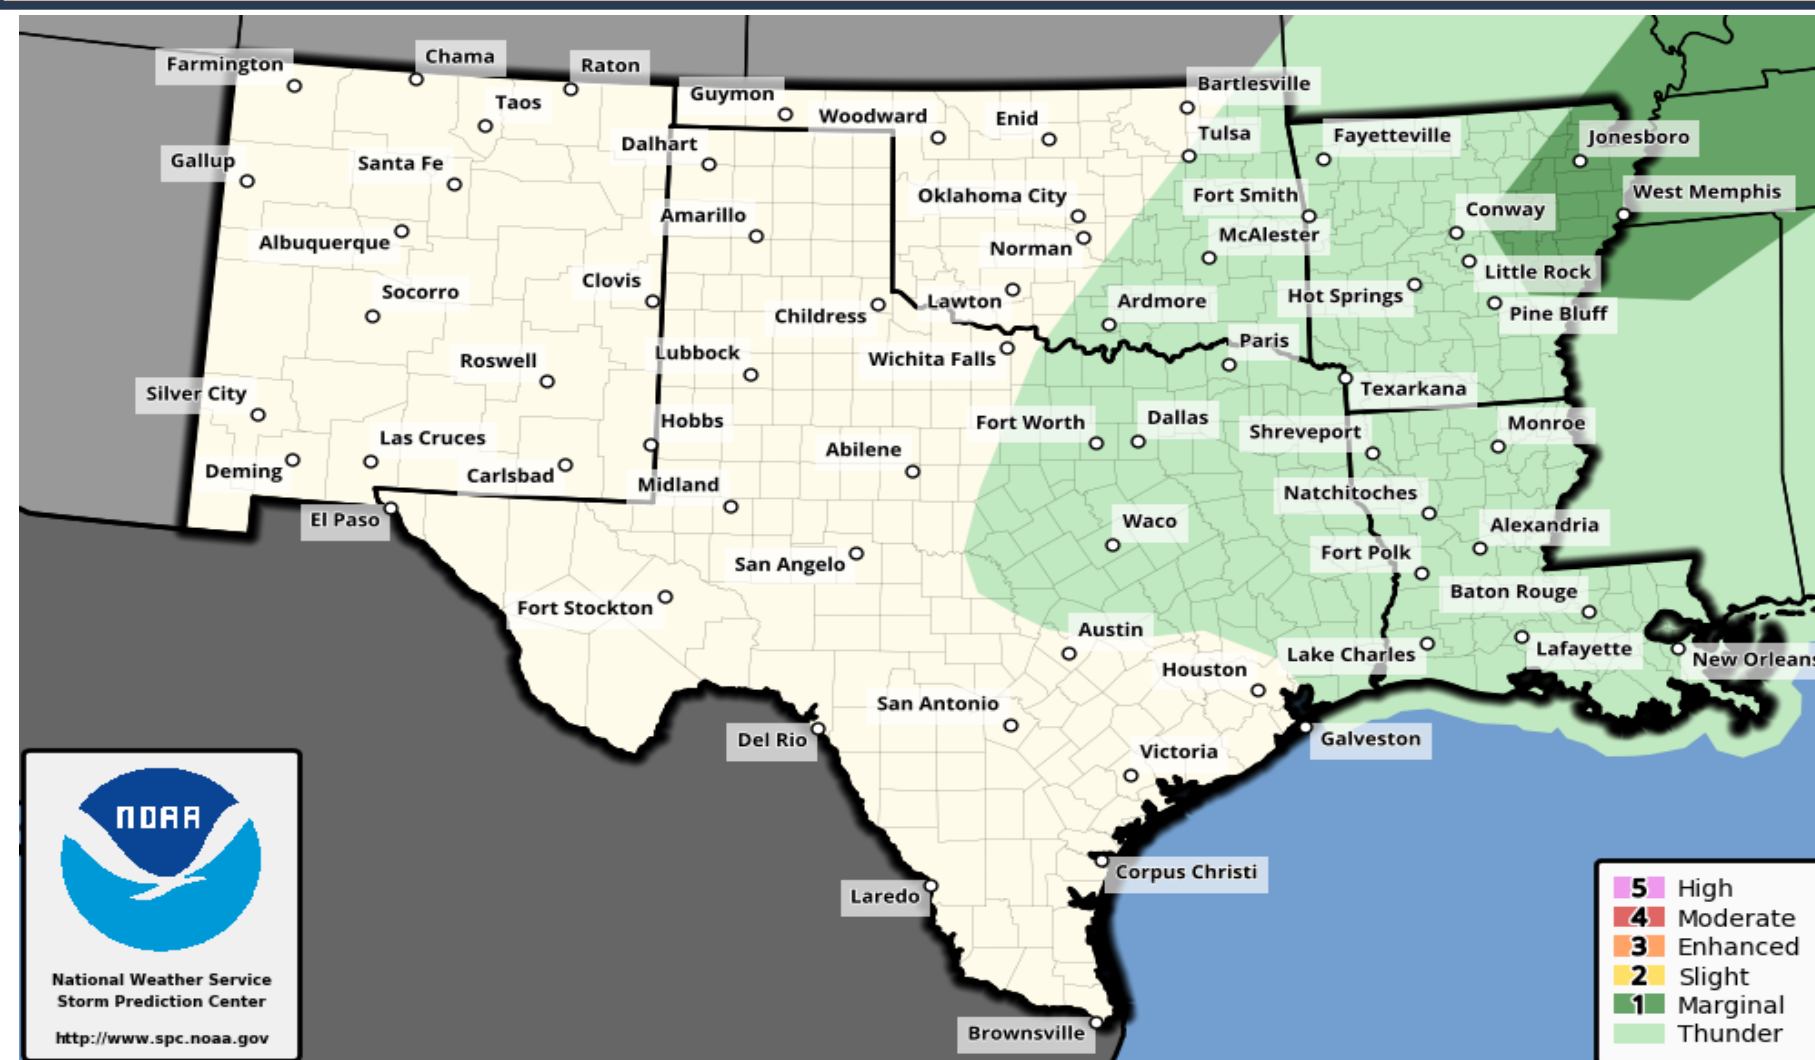 Farmington
Chama
Raton
Guymon
Bartlesville
Taos
Woodward
Enid
Tulsa
Fayetteville
Jonesboro
Gallup
Santa Fe
Dalhart
Oklahoma City
Fort Smith
Conway
West Memphis
Albuquerque
Amarillo
Norman
McAlester
Socorro
Clovis
Childress
Lawton
Ardmore
Hot Springs
Little Rock
Pine Bluff
Roswell
Lubbock
Wichita Falls
Paris
Texarkana
Silver City
Las Cruces
Hobbs
Fort Worth
Dallas
Shreveport
Monroe
Deming
Carlsbad
Midland
Abilene
Natchitoches
El Paso
San Angelo
Waco
Fort Polk
Alexandria
Fort Stockton
Austin
Baton Rouge
Houston
Lake Charles
Lafayette
New Orleans
San Antonio
Del Rio
Victoria
Galveston
Laredo
Corpus Christi
Brownsville
NOAA
National Weather Service
Storm Prediction Center
http://www.spc.noaa.gov
5 High
4 Moderate
3 Enhanced
2 Slight
1 Marginal
Thunder